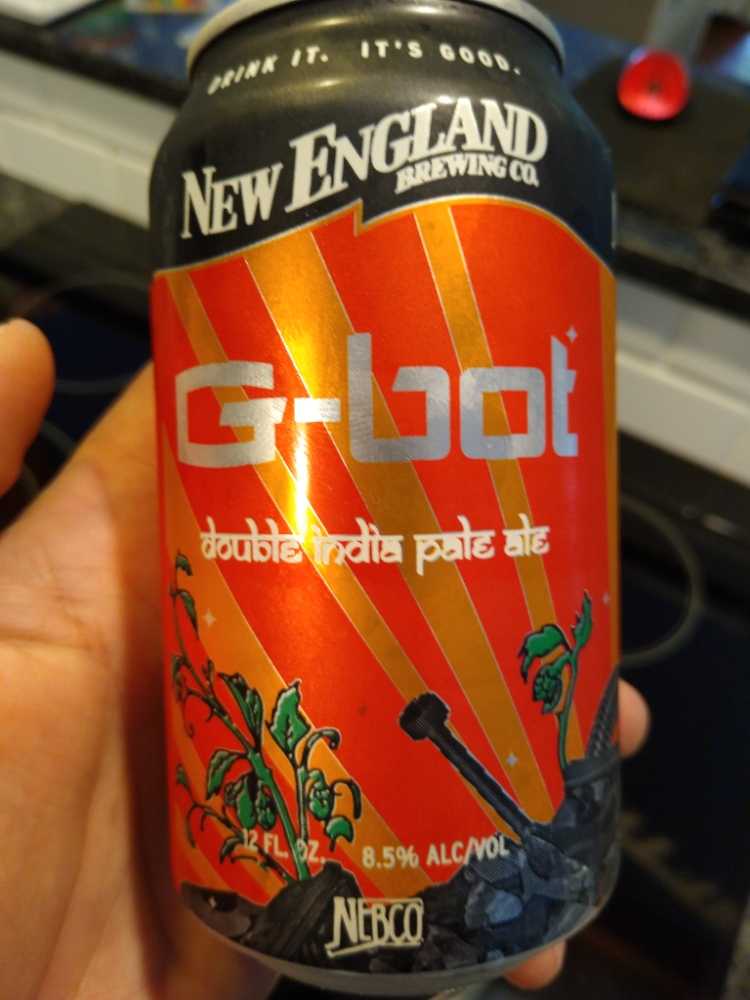 DRINK IT. IT'S GOOD.
NEW ENGLAND
BREWING CO.
G-bot
double india pale ale
12 FL. OZ. 8.5% ALC/VOL
NEBCO